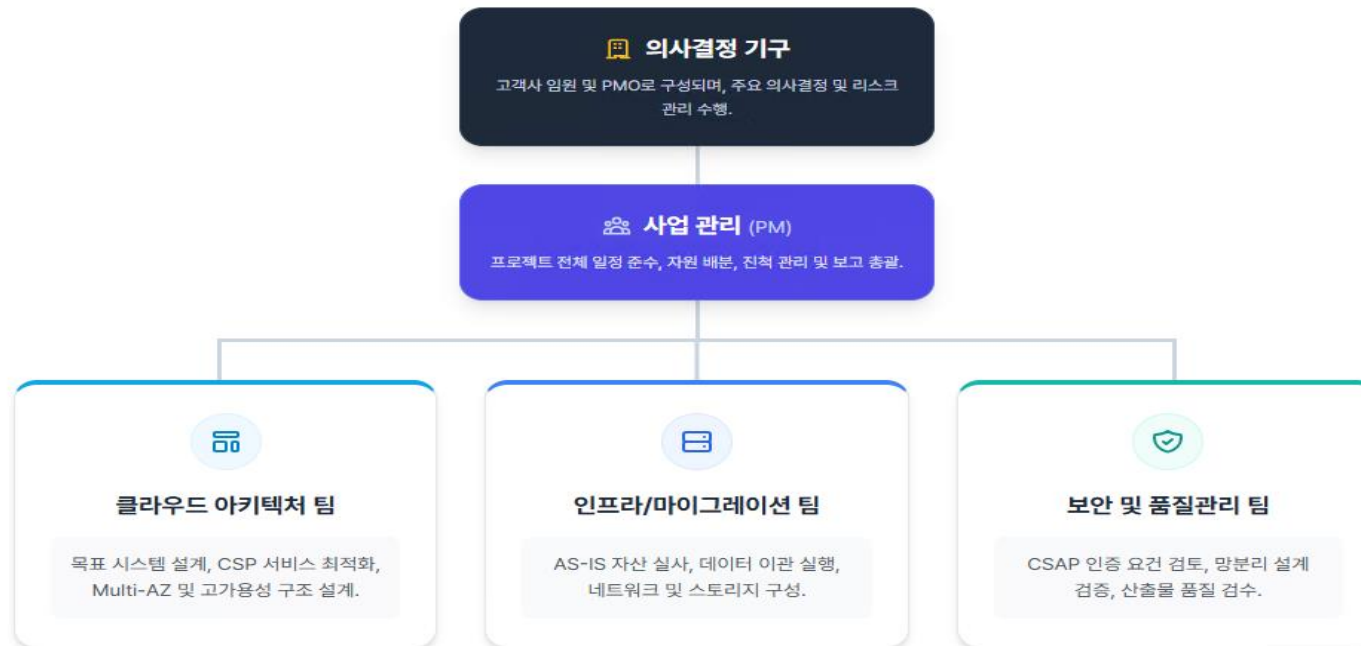 의사결정 기구
고객사 임원 및 PMO로 구성되며, 주요 의사결정 및 리스크
관리 수행.
사업 관리 (PM)
프로젝트 전체 일정 준수, 자원 배분, 진척 관리 및 보고 총괄.
클라우드 아키텍처 팀
목표 시스템 설계, CSP 서비스 최적화,
Multi-AZ 및 고가용성 구조 설계.
인프라/마이그레이션 팀
AS-IS 자산 실사, 데이터 이관 실행,
네트워크 및 스토리지 구성.
보안 및 품질관리 팀
CSAP 인증 요건 검토, 망분리 설계
검증, 산출물 품질 검수.